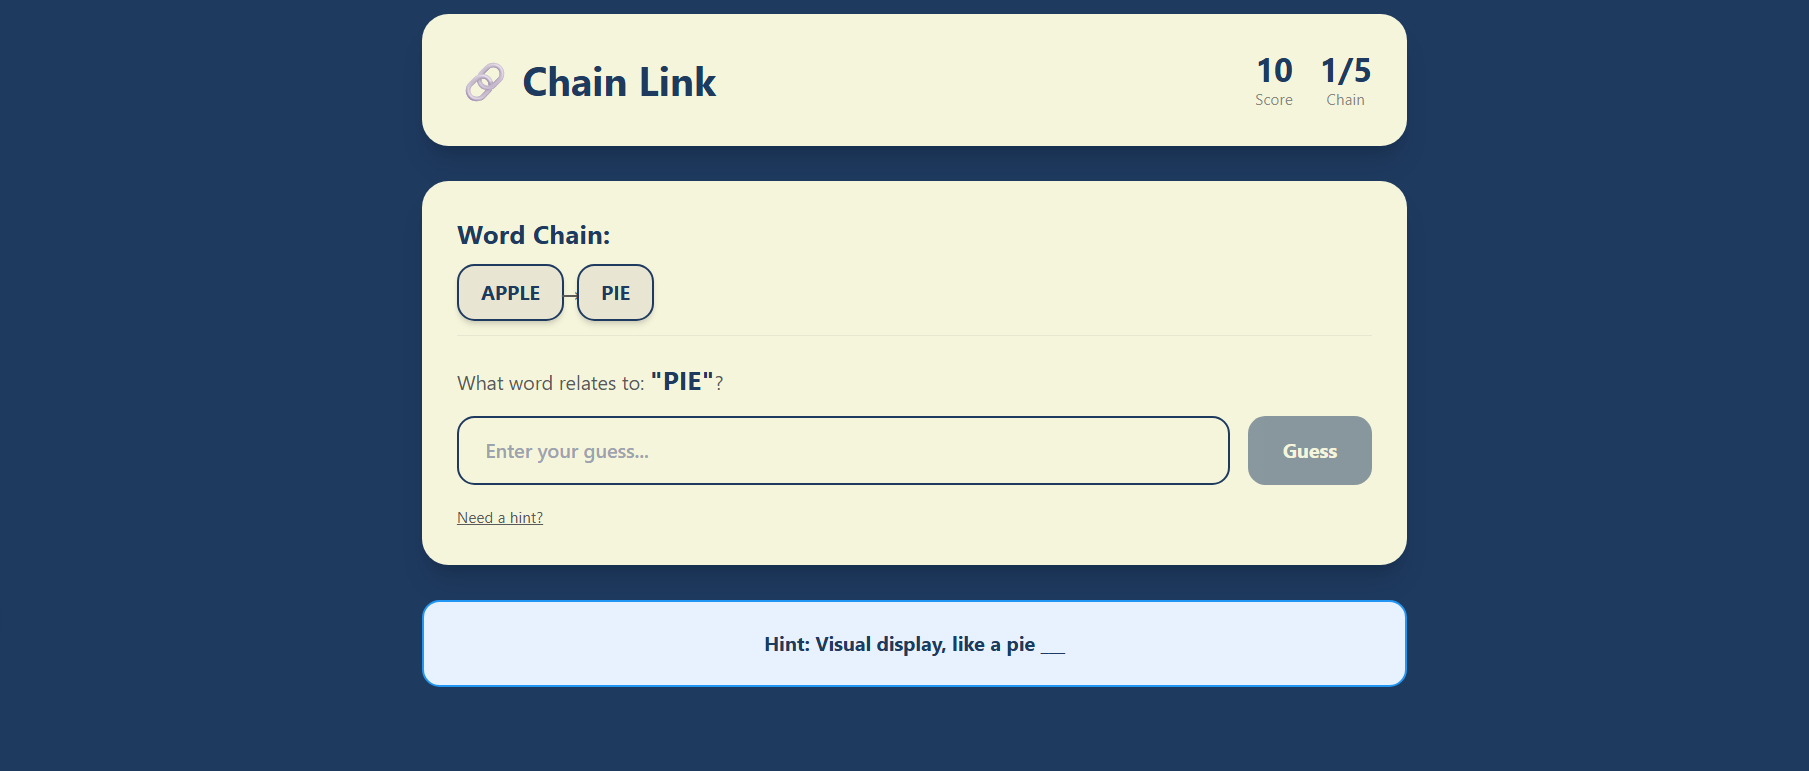 Chain Link
10
Score
1/5
Chain
Word Chain:
APPLE → PIE
What word relates to: "PIE"?
Enter your guess...
Guess
Need a hint?
Hint: Visual display, like a pie ___